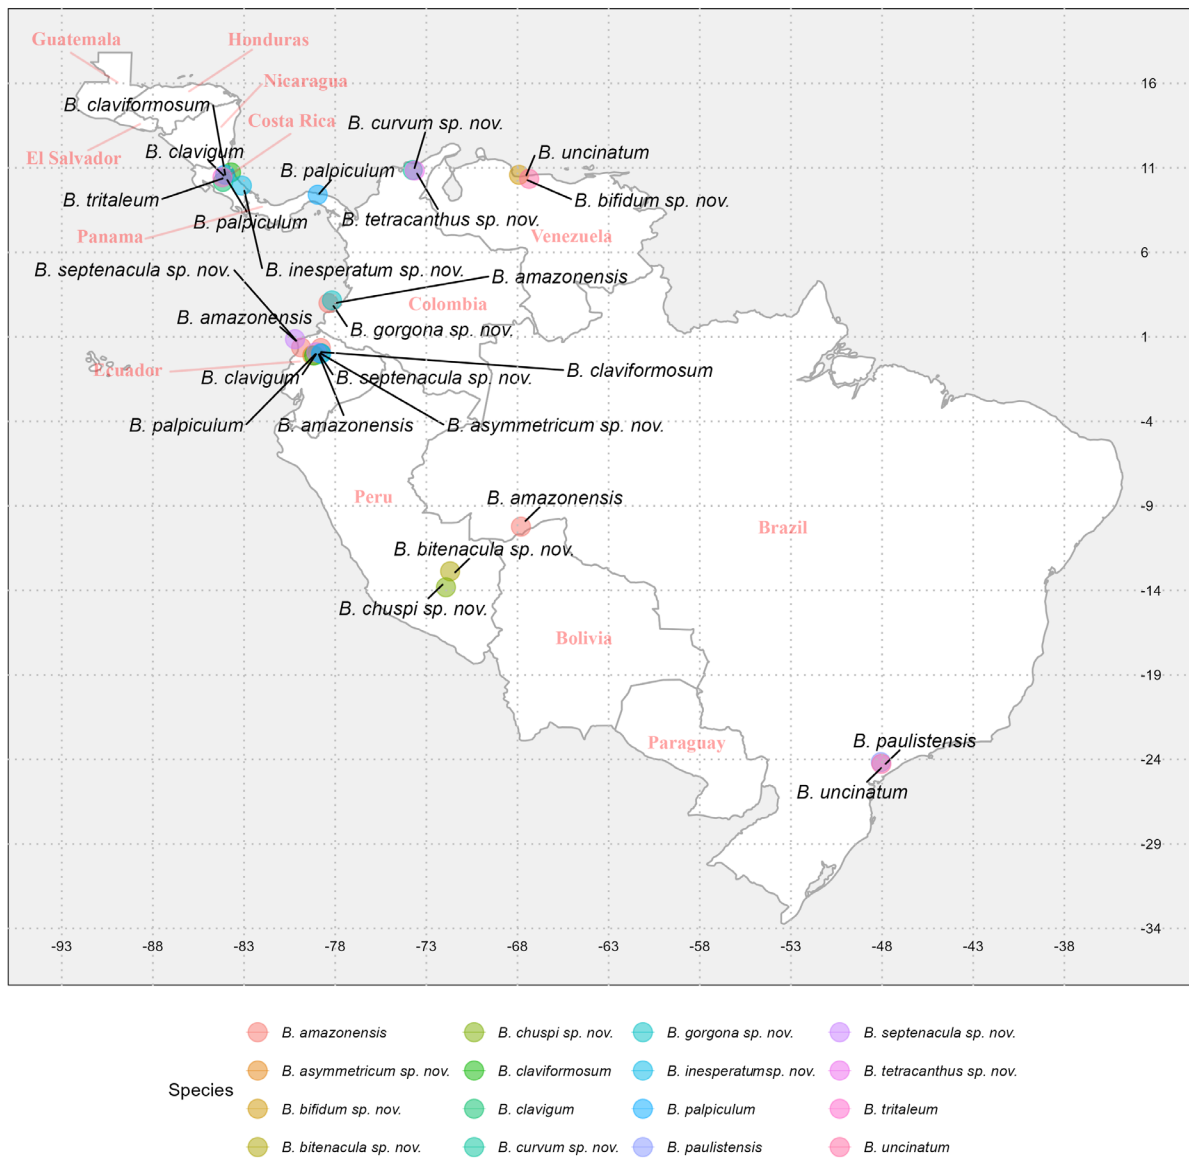 Guatemala
Honduras
Nicaragua
16
B. claviformosum
Costa Rica
B. curvum sp. nov.
El Salvador
B. clavigum
B. uncinatum
11
B. palpiculum
B. tritaleum
B. bifidum sp. nov.
B. palpiculum
B. tetracanthus sp. nov.
Panama
Venezuela
6
B. septenacula sp. nov.
B. inesperatum sp. nov.
B. amazonensis
Colombia
B. amazonensis
B. gorgona sp. nov.
1
Ecuador
B. clavigum
B. septenacula sp. nov.
B. claviformosum
B. palpiculum
B. amazonensis
B. asymmetricum sp. nov.
-4
Peru
B. amazonensis
-9
Brazil
B. bitenacula sp. nov.
-14
B. chuspi sp. nov.
Bolivia
-19
Paraguay
B. paulistensis
-24
B. uncinatum
-29
-34
-93 -88 -83 -78 -73 -68 -63 -58 -53 -48 -43 -38
Species
B. amazonensis
B. asymmetricum sp. nov.
B. bifidum sp. nov.
B. bitenacula sp. nov.
B. chuspi sp. nov.
B. claviformosum
B. clavigum
B. curvum sp. nov.
B. gorgona sp. nov.
B. inesperatumsp. nov.
B. palpiculum
B. paulistensis
B. septenacula sp. nov.
B. tetracanthus sp. nov.
B. tritaleum
B. uncinatum